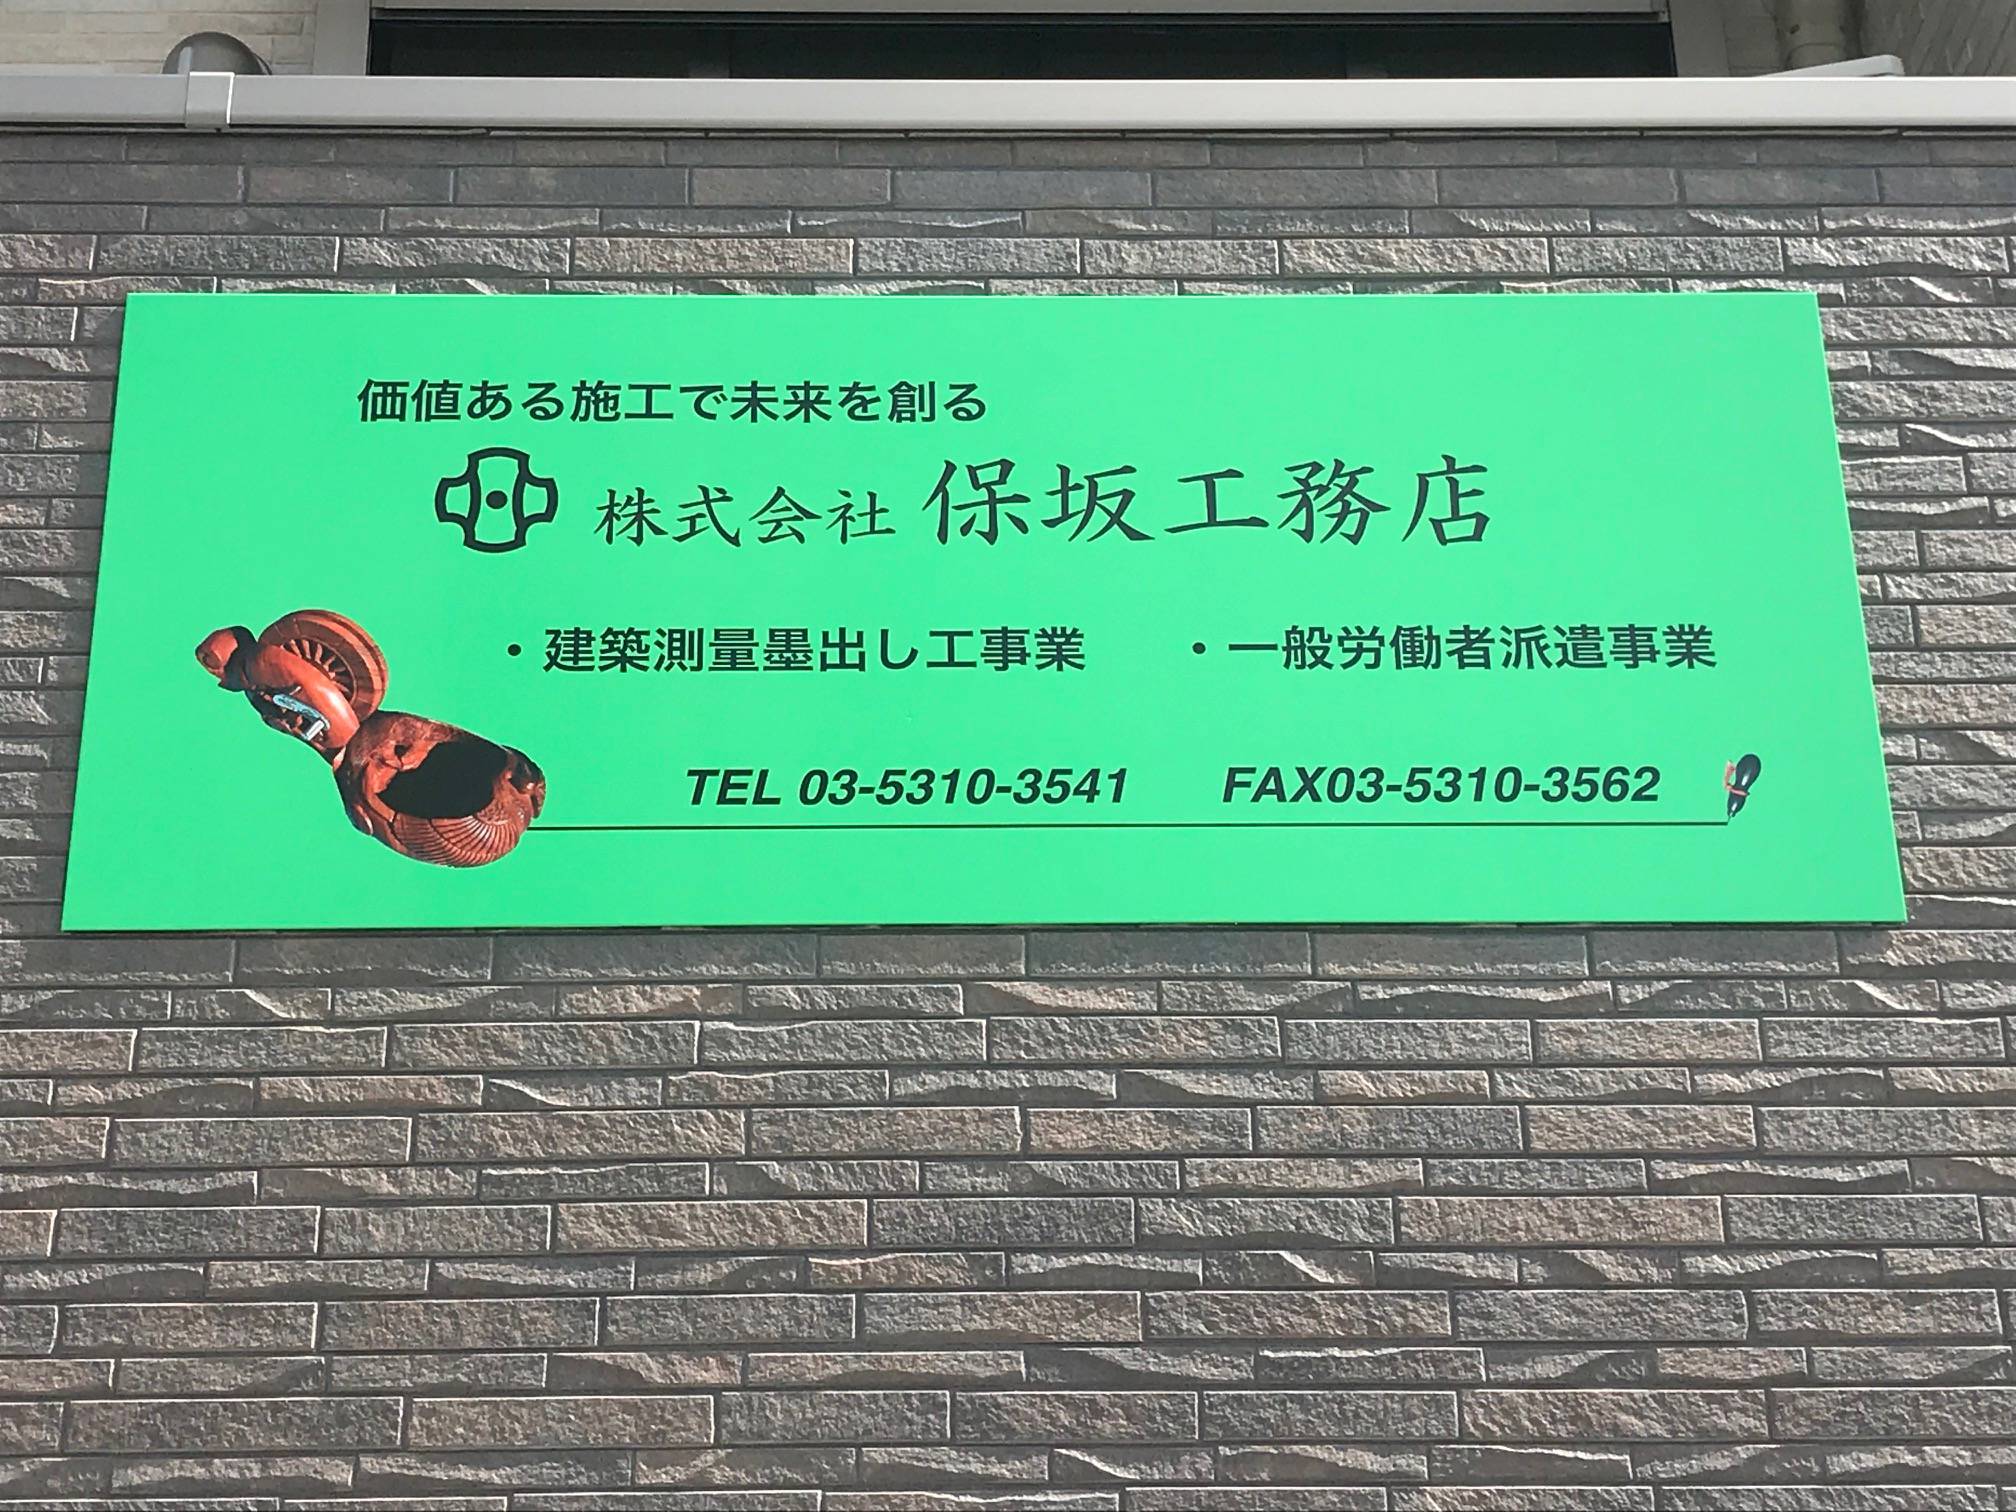 価値ある施工で未来を創る
株式会社 保坂工務店
・建築測量墨出し工事業 ・一般労働者派遣事業
TEL 03-5310-3541 FAX03-5310-3562